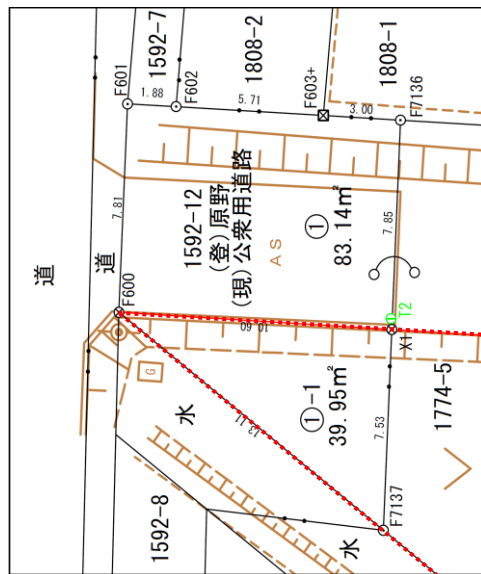 道
道
F601
1592-7
F602
1808-2
F603+
1808-1
F7136
1.88
5.71
3.00
7.81
1592-12
(登)原野
(現)公衆用道路
①
83.14㎡
AS
7.85
F600
10.60
T2
X1
G
水
13.11
①-1
39.95㎡
7.53
1774-5
F7137
1592-8
水